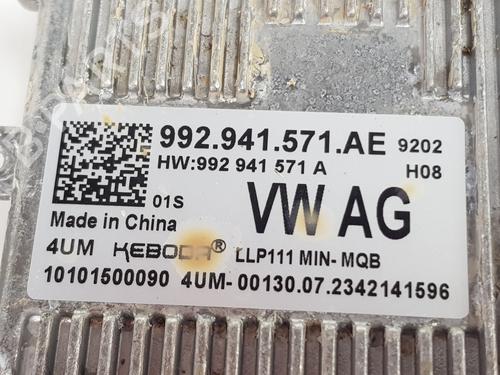 992.941.571.AE 9202
HW:992 941 571 A H08
01S
VW AG
Made in China
4UM KEBODA® LLP111 MIN- MQB
10101500090 4UM- 00130.07.2342141596